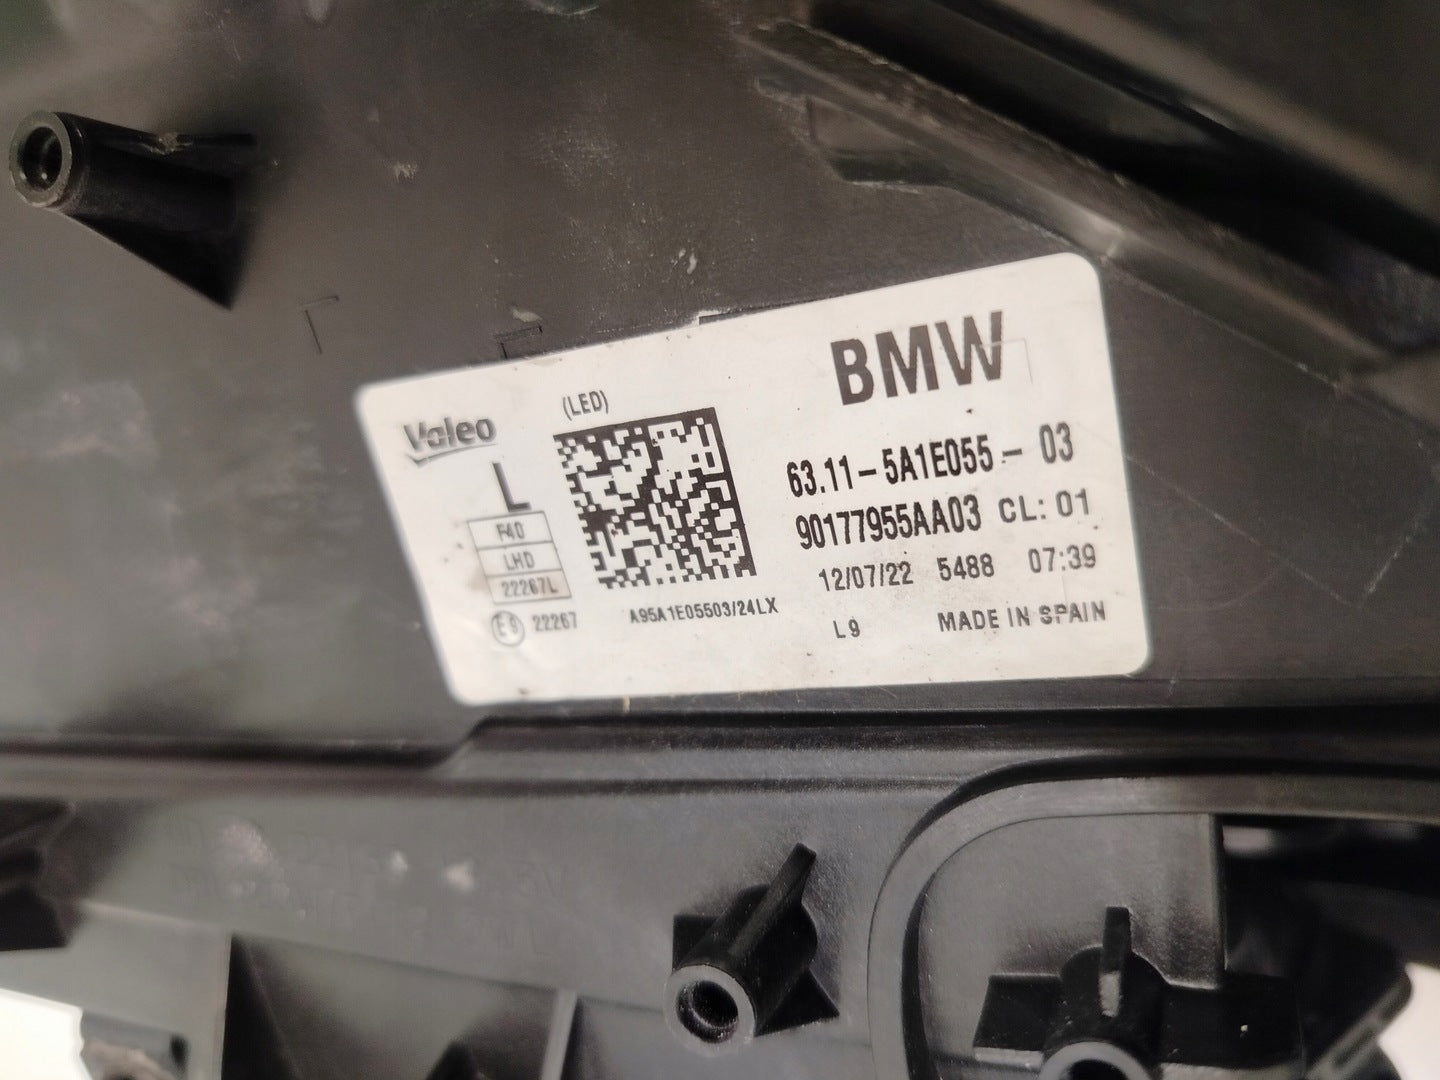 BMW
Valeo
(LED)
L
F40
LHD
22267L
E9 22267
A95A1E05503/24LX
63.11-5A1E055-03
90177955AA03 CL: 01
12/07/22 5488 07:39
L9 MADE IN SPAIN